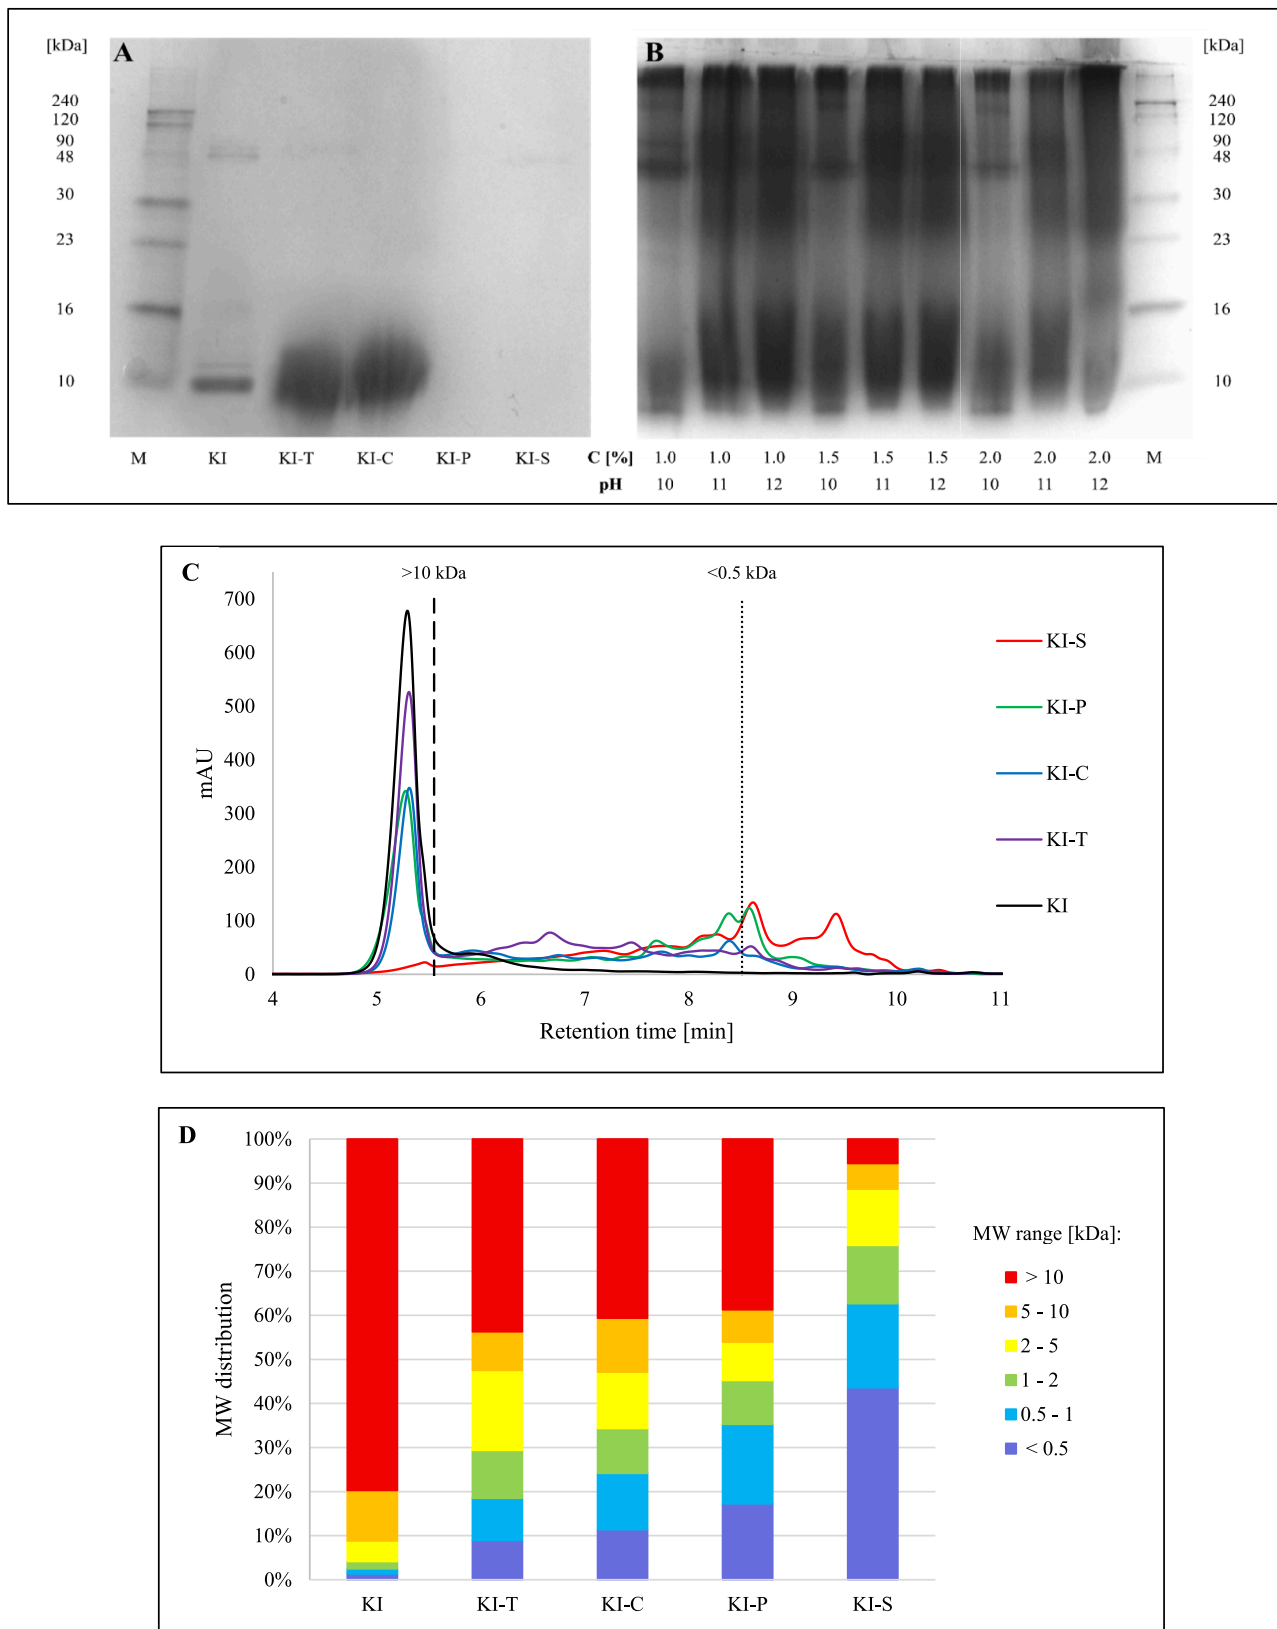 [kDa]
A
240
120
90
48
30
23
16
10
M KI KI-T KI-C KI-P KI-S
B
[kDa]
240
120
90
48
30
23
16
10
C [%] 1.0 1.0 1.0 1.5 1.5 1.5 2.0 2.0 2.0 M
pH 10 11 12 10 11 12 10 11 12
C
>10 kDa <0.5 kDa
700
600
500
400
300
200
100
0
mAU
4 5 6 7 8 9 10 11
Retention time [min]
KI-S
KI-P
KI-C
KI-T
KI
D
100%
90%
80%
70%
60%
50%
40%
30%
20%
10%
0%
MW distribution
KI KI-T KI-C KI-P KI-S
MW range [kDa]:
> 10
5 - 10
2 - 5
1 - 2
0.5 - 1
< 0.5